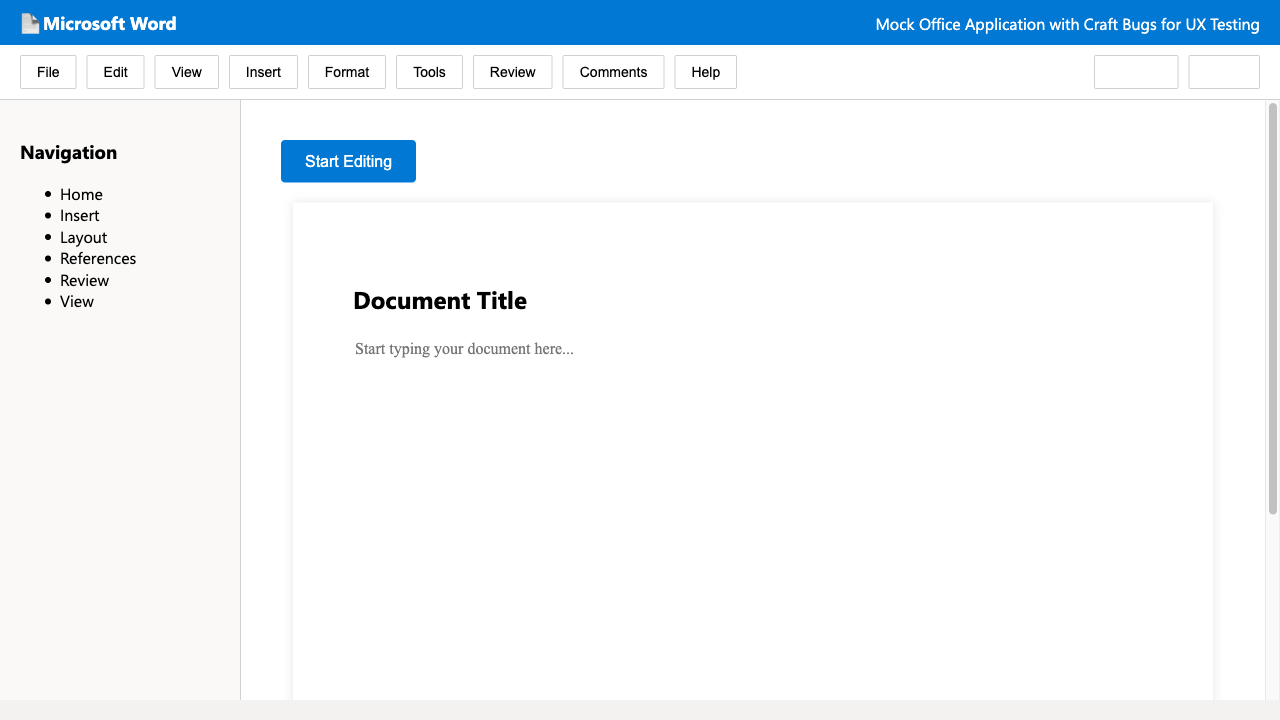 Microsoft Word
Mock Office Application with Craft Bugs for UX Testing
File Edit View Insert Format Tools Review Comments Help
Navigation
Home
Insert
Layout
References
Review
View
Start Editing
Document Title
Start typing your document here...